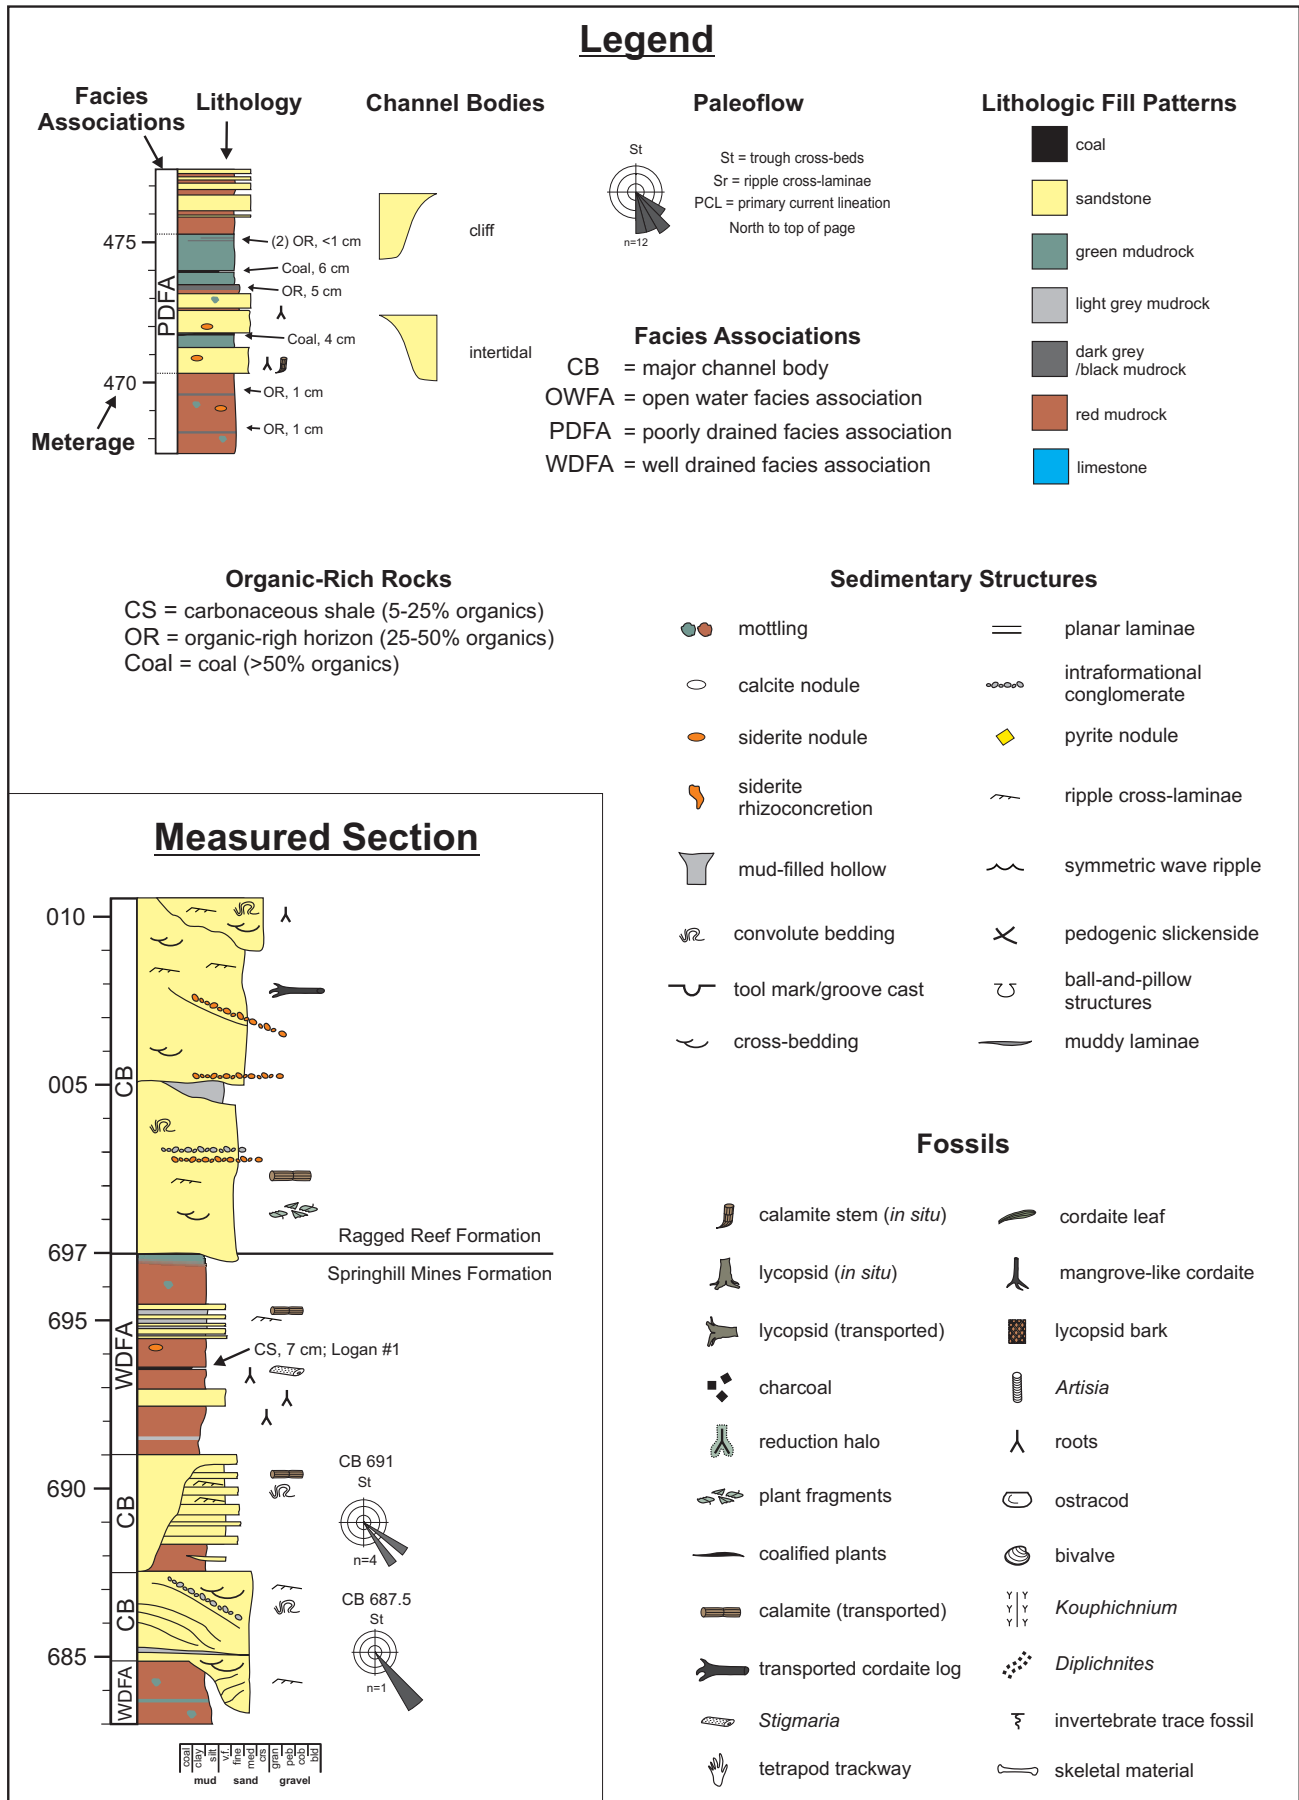 Legend
Facies
Associations
Lithology
Channel Bodies
Paleoflow
Lithologic Fill Patterns
475
470
Meterage
PDFA
(2) OR, <1 cm
Coal, 6 cm
OR, 5 cm
Coal, 4 cm
OR, 1 cm
OR, 1 cm
cliff
intertidal
St
n=12
St = trough cross-beds
Sr = ripple cross-laminae
PCL = primary current lineation
North to top of page
Facies Associations
CB = major channel body
OWFA = open water facies association
PDFA = poorly drained facies association
WDFA = well drained facies association
coal
sandstone
green mdudrock
light grey mudrock
dark grey
/black mudrock
red mudrock
limestone
Organic-Rich Rocks
CS = carbonaceous shale (5-25% organics)
OR = organic-righ horizon (25-50% organics)
Coal = coal (>50% organics)
Sedimentary Structures
mottling
calcite nodule
siderite nodule
siderite
rhizoconcretion
mud-filled hollow
convolute bedding
tool mark/groove cast
cross-bedding
planar laminae
intraformational
conglomerate
pyrite nodule
ripple cross-laminae
symmetric wave ripple
pedogenic slickenside
ball-and-pillow
structures
muddy laminae
Fossils
calamite stem (in situ)
lycopsid (in situ)
lycopsid (transported)
charcoal
reduction halo
plant fragments
coalified plants
calamite (transported)
transported cordaite log
Stigmaria
tetrapod trackway
cordaite leaf
mangrove-like cordaite
lycopsid bark
Artisia
roots
ostracod
bivalve
Kouphichnium
Diplichnites
invertebrate trace fossil
skeletal material
Measured Section
010
005
697
695
690
685
CB
WDFA
CB
CB
WDFA
Ragged Reef Formation
Springhill Mines Formation
CS, 7 cm; Logan #1
CB 691
St
n=4
CB 687.5
St
n=1
coal
clay
silt
v.f.
fine
med
crs
gran
peb
cob
bld
mud
sand
gravel